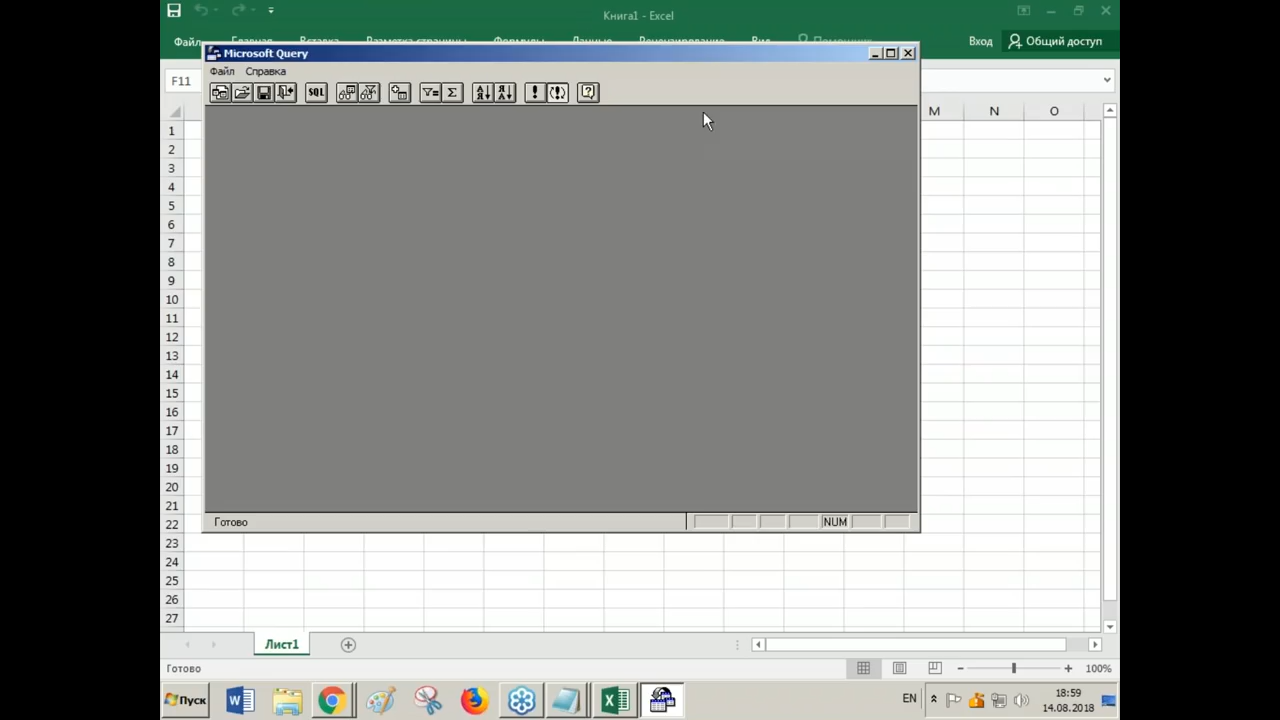 Книга1 - Excel
Файл
Вход
Общий доступ
Microsoft Query
Файл Справка
F11
SQL
M N O
1
2
3
4
5
6
7
8
9
10
11
12
13
14
15
16
17
18
19
20
21
22
23
24
25
26
27
Готово
NUM
Лист1
Готово
100%
Пуск
EN
18:59
14.08.2018